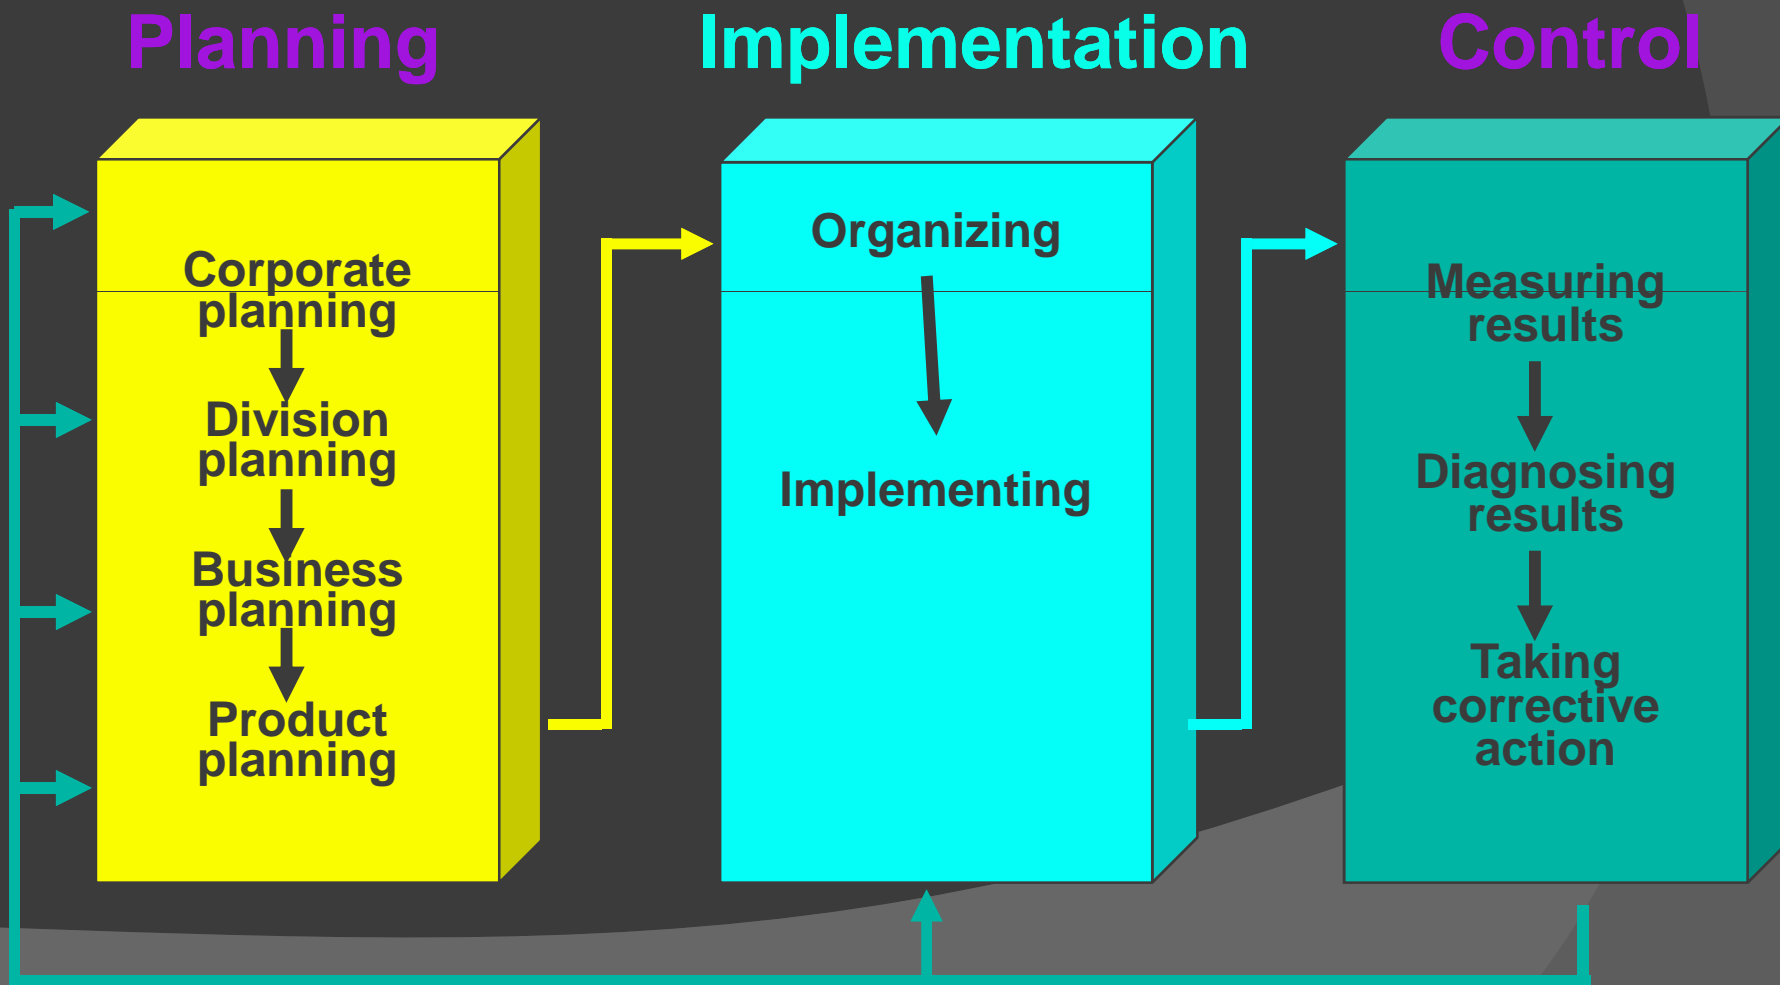 Planning
Implementation
Control
Corporate
planning
Division
planning
Business
planning
Product
planning
Organizing
Implementing
Measuring
results
Diagnosing
results
Taking
corrective
action